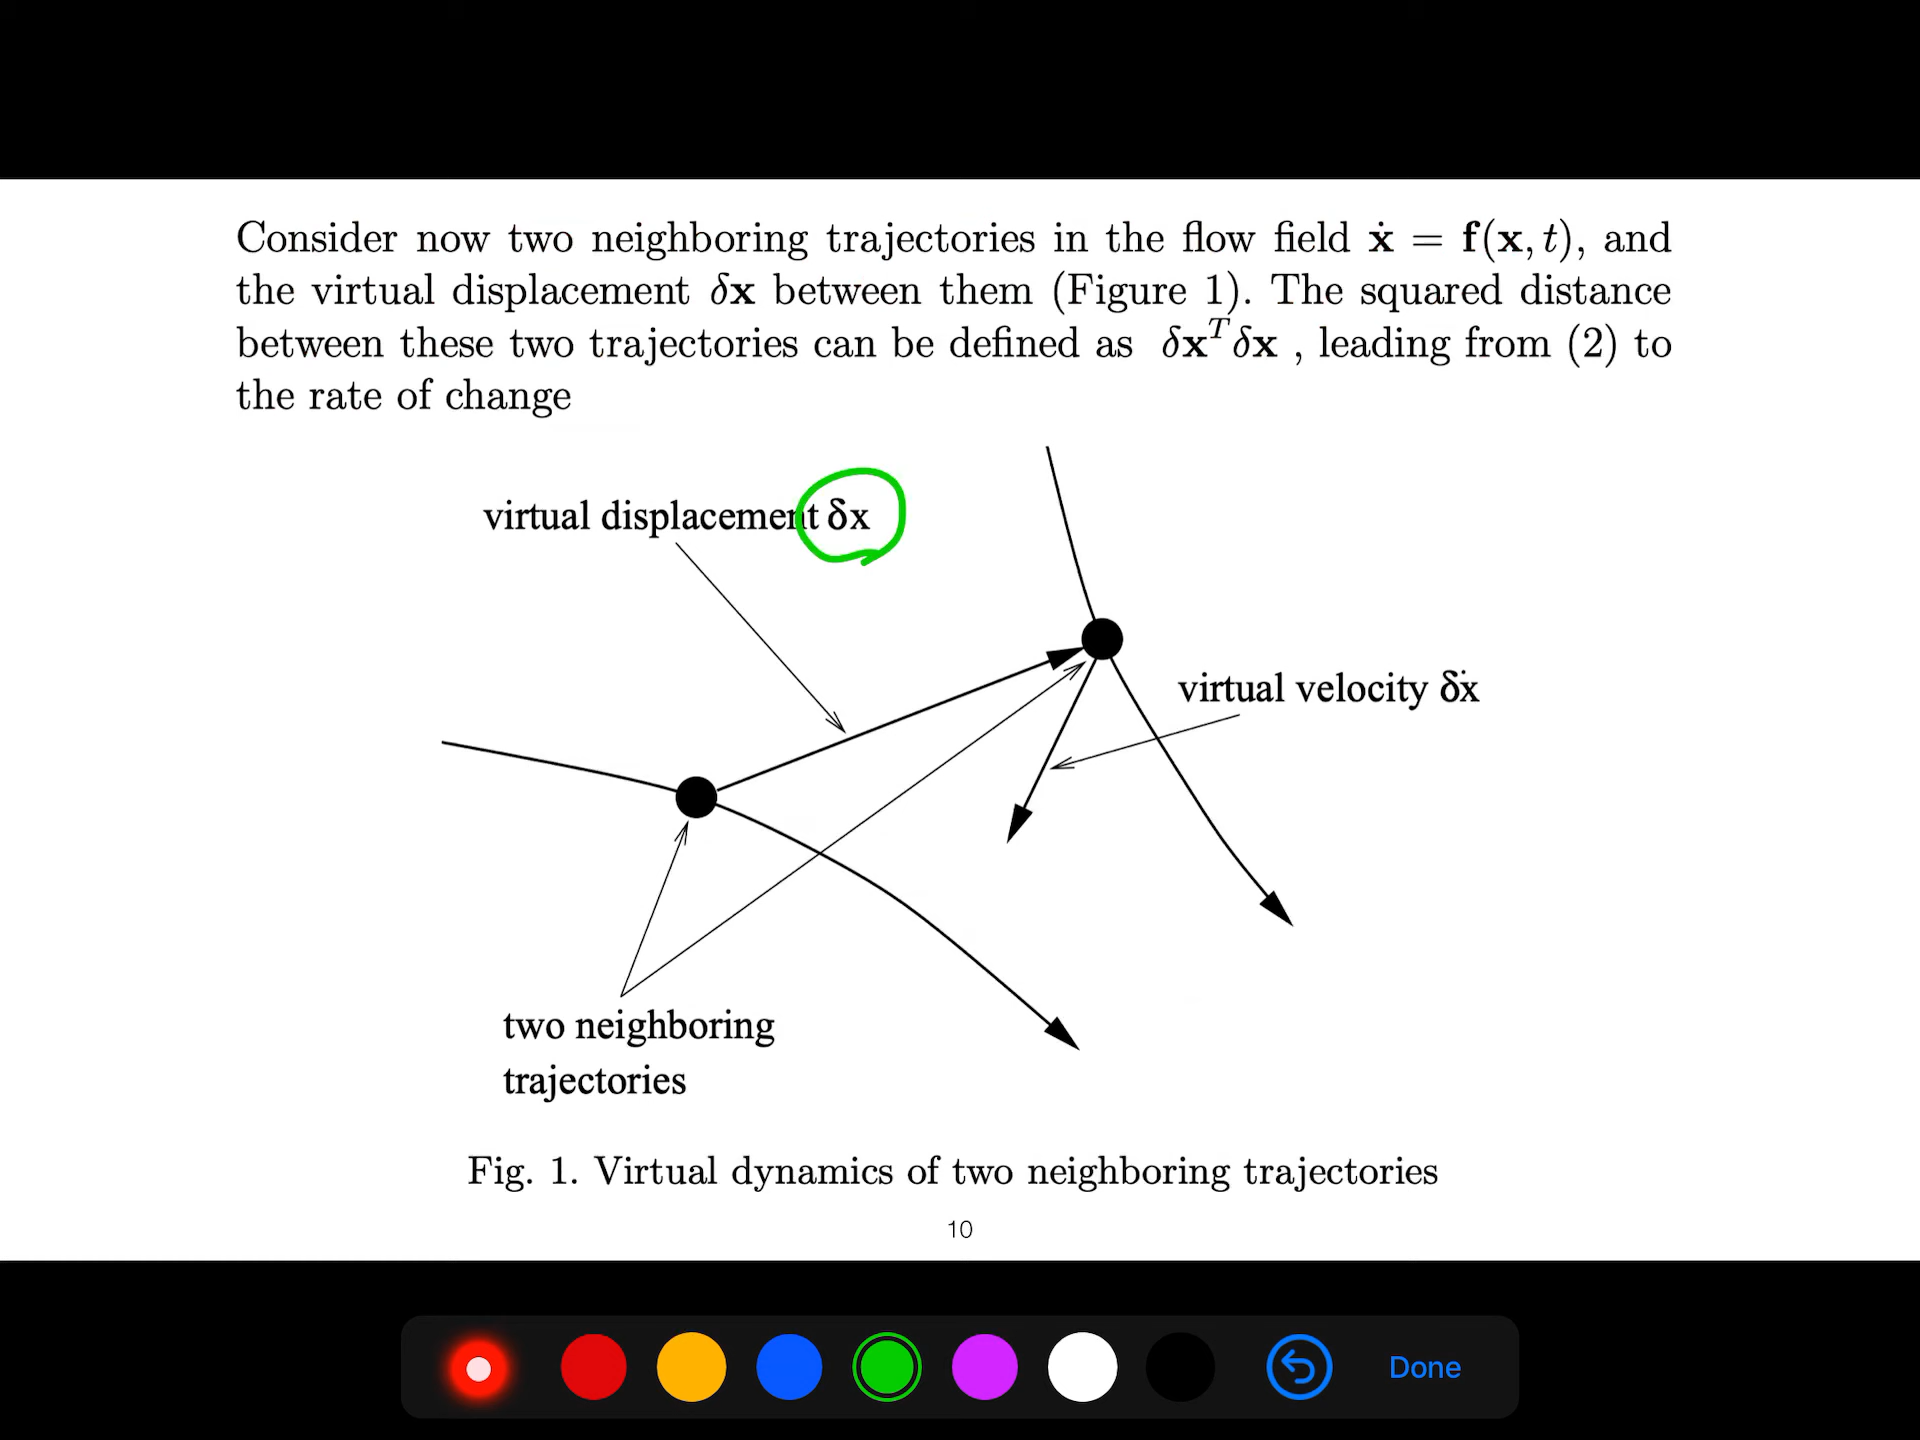 Consider now two neighboring trajectories in the flow field ẋ = f(x, t), and
the virtual displacement δx between them (Figure 1). The squared distance
between these two trajectories can be defined as δxᵀδx , leading from (2) to
the rate of change
virtual displacement δx
virtual velocity δẋ
two neighboring
trajectories
Fig. 1. Virtual dynamics of two neighboring trajectories
10
Done